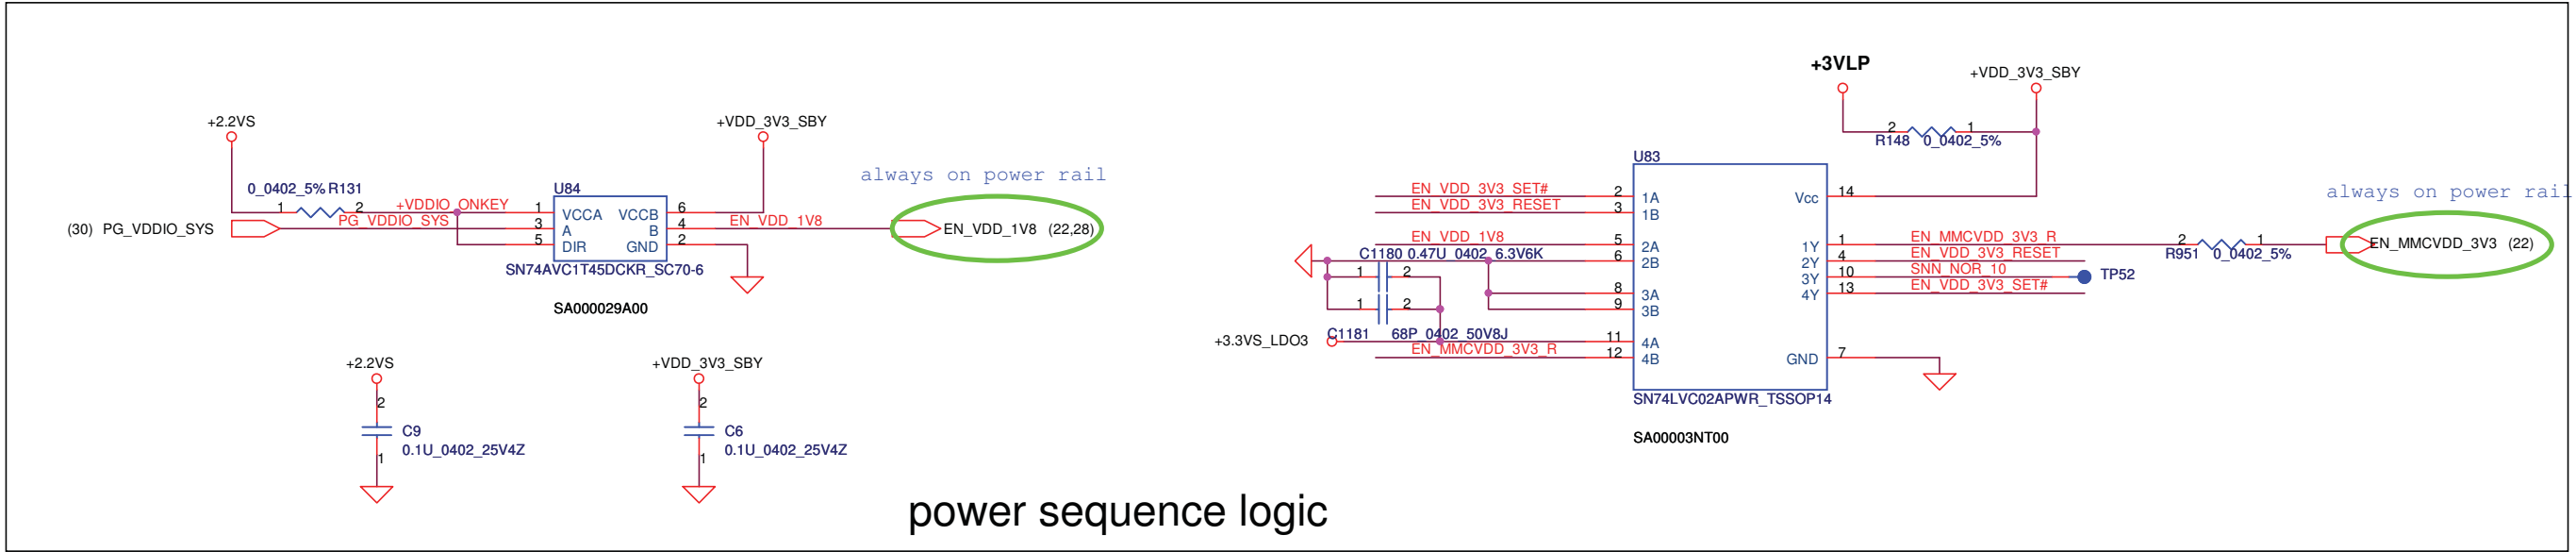 +2.2VS
0_0402_5% R131
1 2
+VDDIO_ONKEY
(30) PG_VDDIO_SYS
PG_VDDIO_SYS
U84
1 VCCA VCCB 6
3 A B 4
5 DIR GND 2
SN74AVC1T45DCKR_SC70-6
SA000029A00
+VDD_3V3_SBY
EN_VDD_1V8
always on power rail
EN_VDD_1V8 (22,28)
+2.2VS
2
C9
0.1U_0402_25V4Z
1
+VDD_3V3_SBY
2
C6
0.1U_0402_25V4Z
1
+3VLP
+VDD_3V3_SBY
2 1
R148 0_0402_5%
U83
EN_VDD_3V3_SET# 2 1A
EN_VDD_3V3_RESET 3 1B
EN_VDD_1V8 5 2A
6 2B
C1180 0.47U_0402_6.3V6K
1 2
8 3A
9 3B
1 2
C1181 68P_0402_50V8J
+3.3VS_LDO3 11 4A
EN_MMCVDD_3V3_R 12 4B
Vcc 14
1Y 1 EN_MMCVDD_3V3_R
2Y 4 EN_VDD_3V3_RESET
3Y 10 SNN_NOR_10 TP52
4Y 13 EN_VDD_3V3_SET#
GND 7
SN74LVC02APWR_TSSOP14
SA00003NT00
2 1
R951 0_0402_5%
always on power rail
EN_MMCVDD_3V3 (22)
power sequence logic